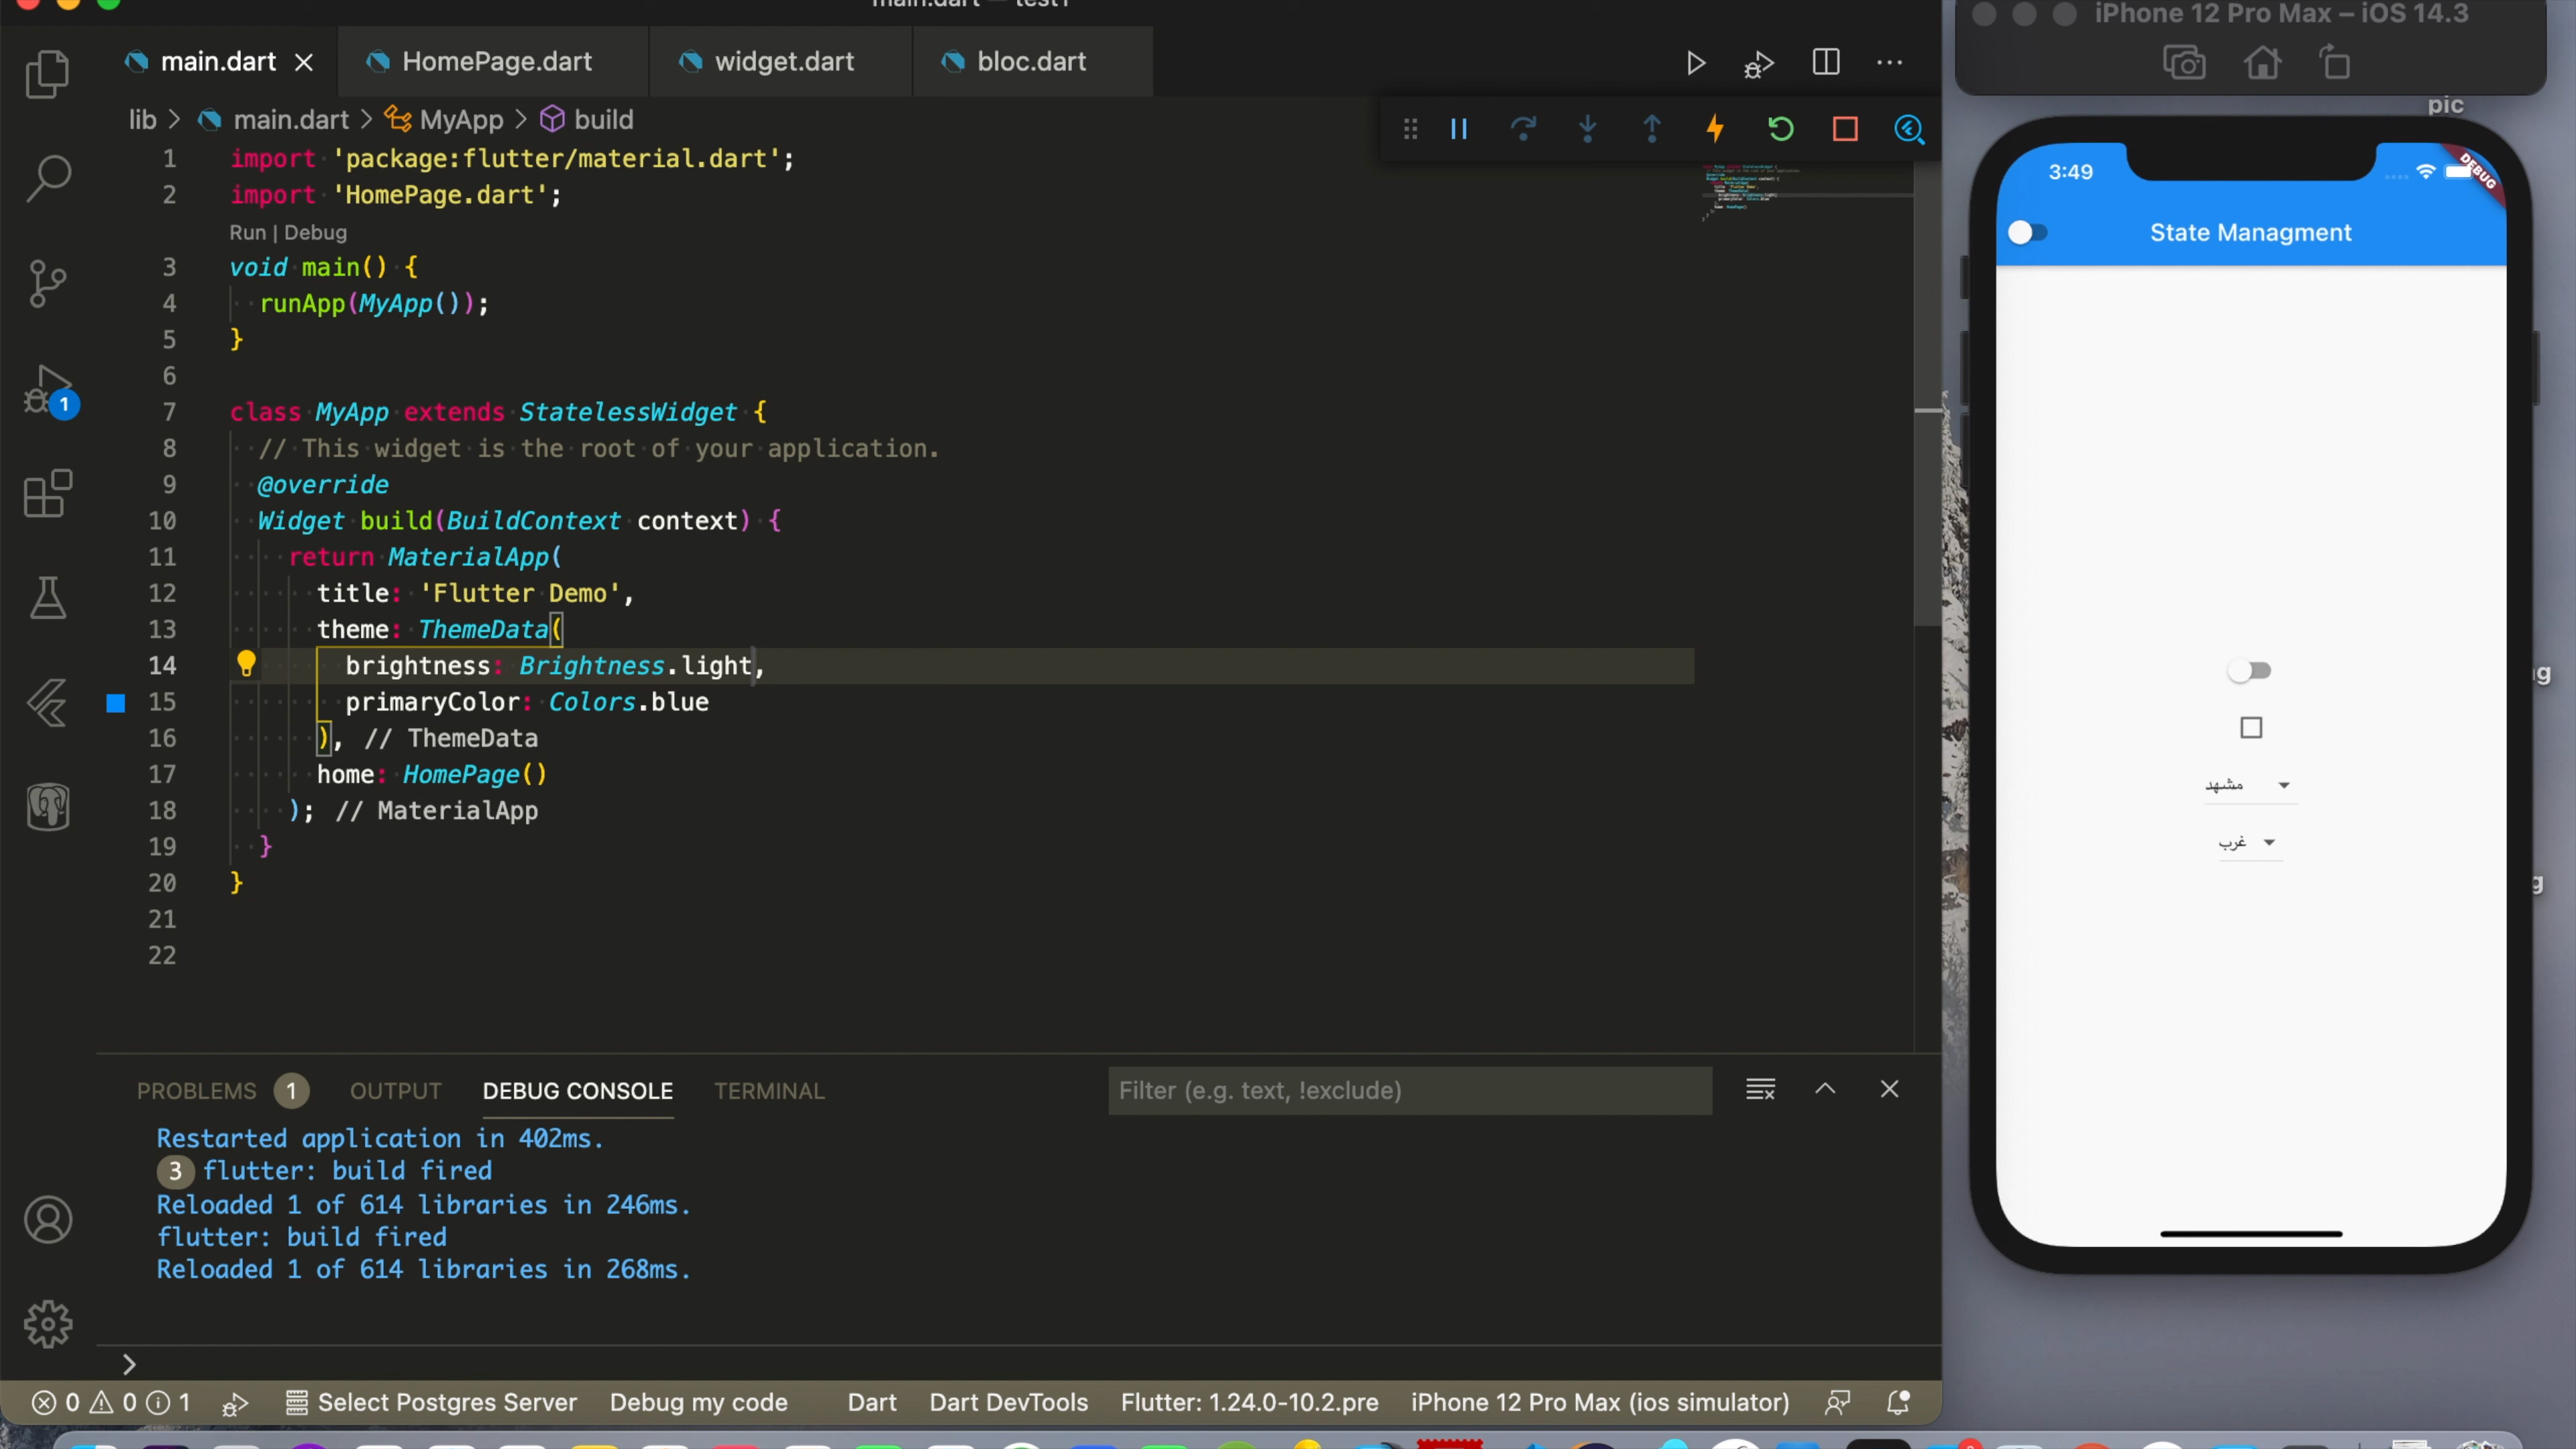 main.dart — test1
main.dart
HomePage.dart
widget.dart
bloc.dart
lib > main.dart > MyApp > build
1 import 'package:flutter/material.dart';
2 import 'HomePage.dart';
Run | Debug
3 void main() {
4 runApp(MyApp());
5 }
6
7 class MyApp extends StatelessWidget {
8 // This widget is the root of your application.
9 @override
10 Widget build(BuildContext context) {
11 return MaterialApp(
12 title: 'Flutter Demo',
13 theme: ThemeData(
14 brightness: Brightness.light,
15 primaryColor: Colors.blue
16 ), // ThemeData
17 home: HomePage()
18 ); // MaterialApp
19 }
20 }
21
22
1
PROBLEMS 1 OUTPUT DEBUG CONSOLE TERMINAL
Filter (e.g. text, !exclude)
Restarted application in 402ms.
3 flutter: build fired
Reloaded 1 of 614 libraries in 246ms.
flutter: build fired
Reloaded 1 of 614 libraries in 268ms.
0 0 1 Select Postgres Server Debug my code Dart Dart DevTools Flutter: 1.24.0-10.2.pre iPhone 12 Pro Max (ios simulator)
iPhone 12 Pro Max – iOS 14.3
pic
3:49
DEBUG
State Managment
مشهد
غرب
g
g